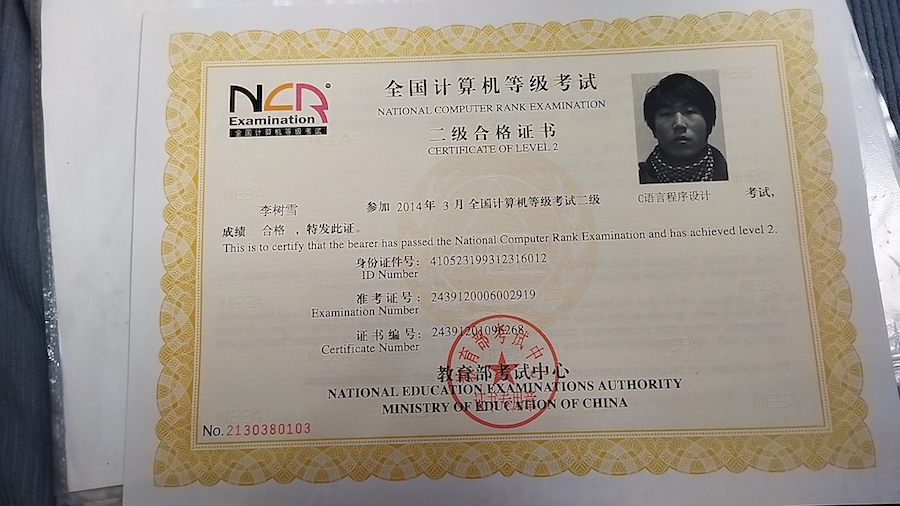 NCR
Examination
全国计算机等级考试
全国计算机等级考试
NATIONAL COMPUTER RANK EXAMINATION
二级合格证书
CERTIFICATE OF LEVEL 2
李树雪 参加 2014年 3月 全国计算机等级考试二级 C语言程序设计 考试,
成绩 合格 ,特发此证。
This is to certify that the bearer has passed the National Computer Rank Examination and has achieved level 2.
身份证件号: 410523199312316012
ID Number
准考证号: 2439120006002919
Examination Number
证书编号: 2439120109E268
Certificate Number
教育部考试中心
教育部考试中心
NATIONAL EDUCATION EXAMINATIONS AUTHORITY
证书专用章
MINISTRY OF EDUCATION OF CHINA
No.2130380103